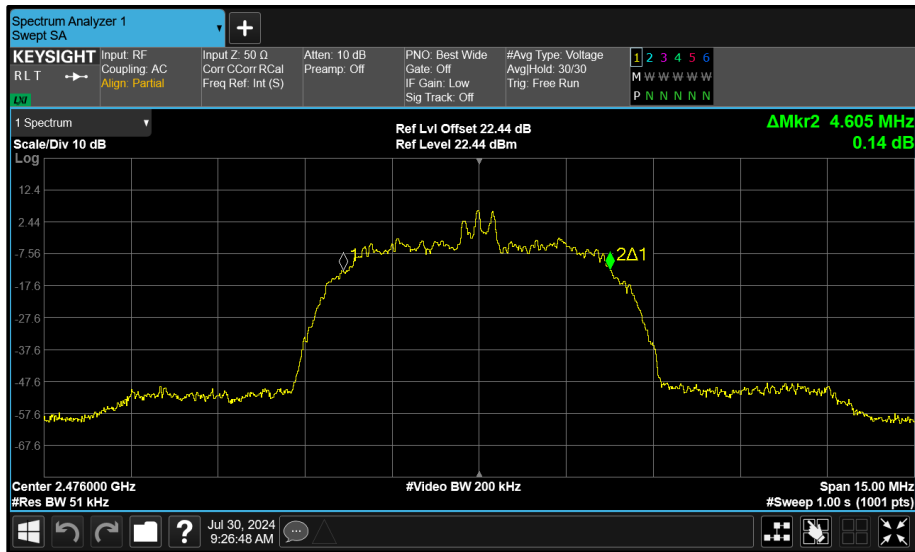 Spectrum Analyzer 1
Swept SA
+
KEYSIGHT
R L T
LXI
Input: RF
Coupling: AC
Align: Partial
Input Z: 50 Ω
Corr CCorr RCal
Freq Ref: Int (S)
Atten: 10 dB
Preamp: Off
PNO: Best Wide
Gate: Off
IF Gain: Low
Sig Track: Off
#Avg Type: Voltage
Avg|Hold: 30/30
Trig: Free Run
1 2 3 4 5 6
M W W W W W
P N N N N N
1 Spectrum
Scale/Div 10 dB
Log
Ref Lvl Offset 22.44 dB
Ref Level 22.44 dBm
ΔMkr2 4.605 MHz
0.14 dB
12.4
2.44
-7.56
-17.6
-27.6
-37.6
-47.6
-57.6
-67.6
1
2Δ1
Center 2.476000 GHz
#Res BW 51 kHz
#Video BW 200 kHz
Span 15.00 MHz
#Sweep 1.00 s (1001 pts)
?
Jul 30, 2024
9:26:48 AM